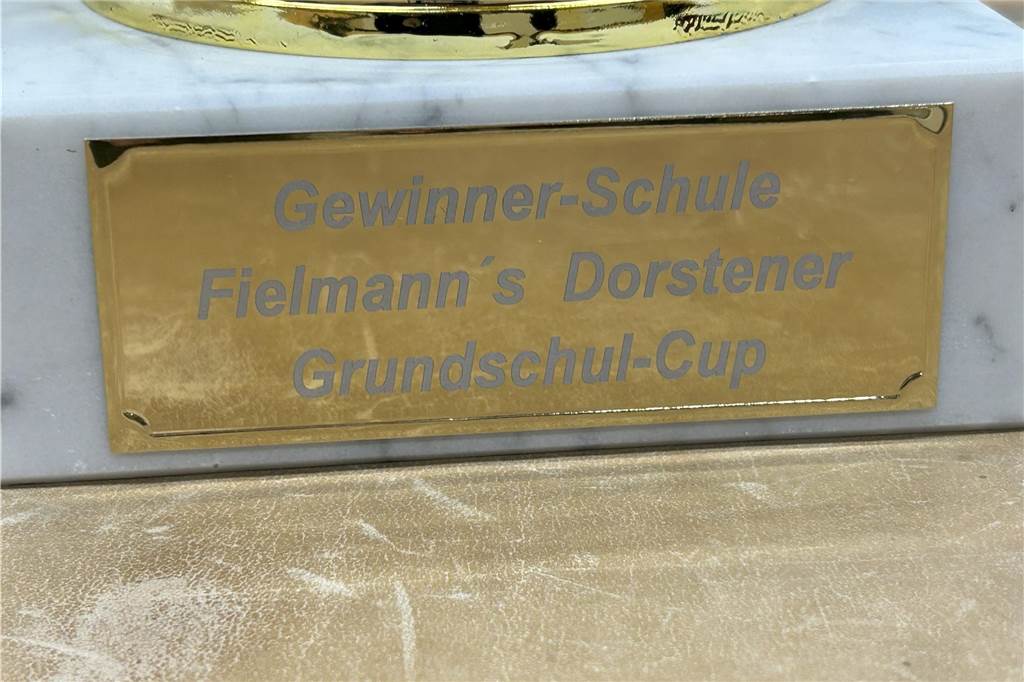 Gewinner-Schule
Fielmann´s Dorstener
Grundschul-Cup